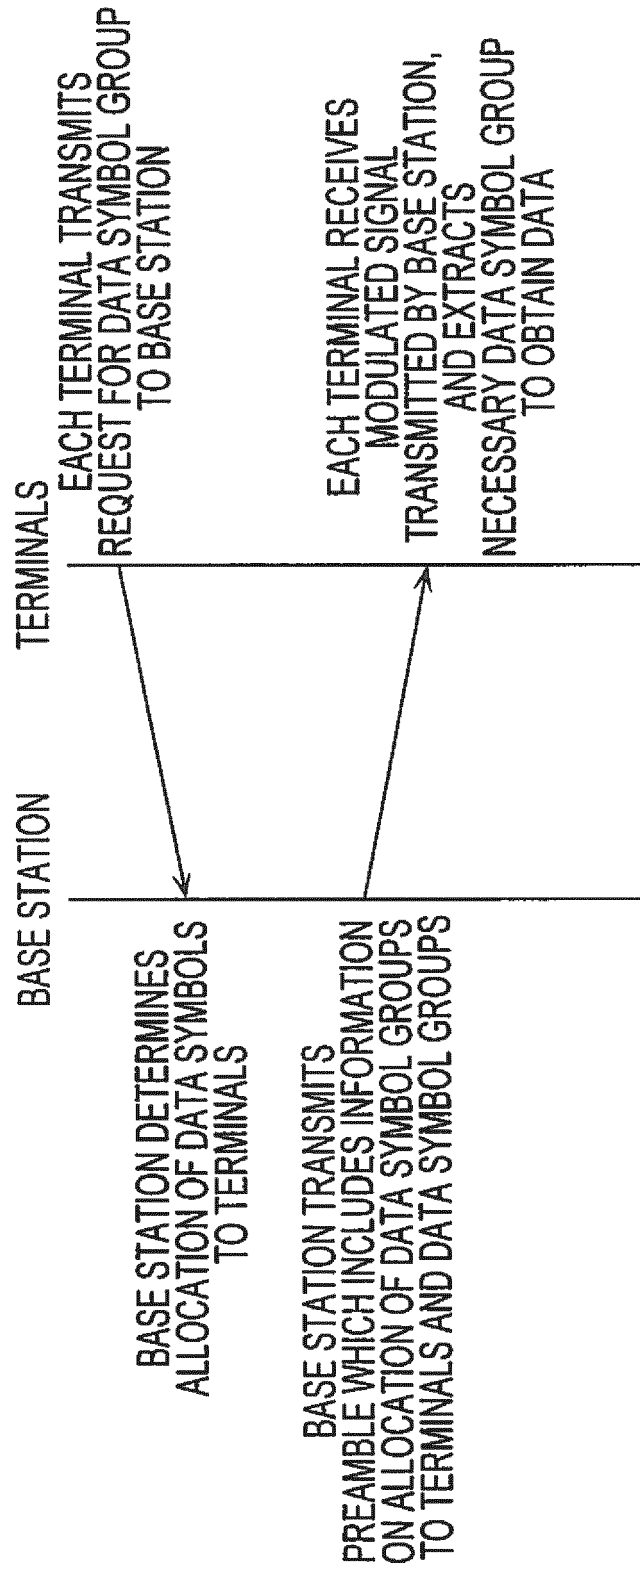 BASE STATION
TERMINALS
EACH TERMINAL TRANSMITS
REQUEST FOR DATA SYMBOL GROUP
TO BASE STATION
BASE STATION DETERMINES
ALLOCATION OF DATA SYMBOLS
TO TERMINALS
BASE STATION TRANSMITS
PREAMBLE WHICH INCLUDES INFORMATION
ON ALLOCATION OF DATA SYMBOL GROUPS
TO TERMINALS AND DATA SYMBOL GROUPS
EACH TERMINAL RECEIVES
MODULATED SIGNAL
TRANSMITTED BY BASE STATION,
AND EXTRACTS
NECESSARY DATA SYMBOL GROUP
TO OBTAIN DATA